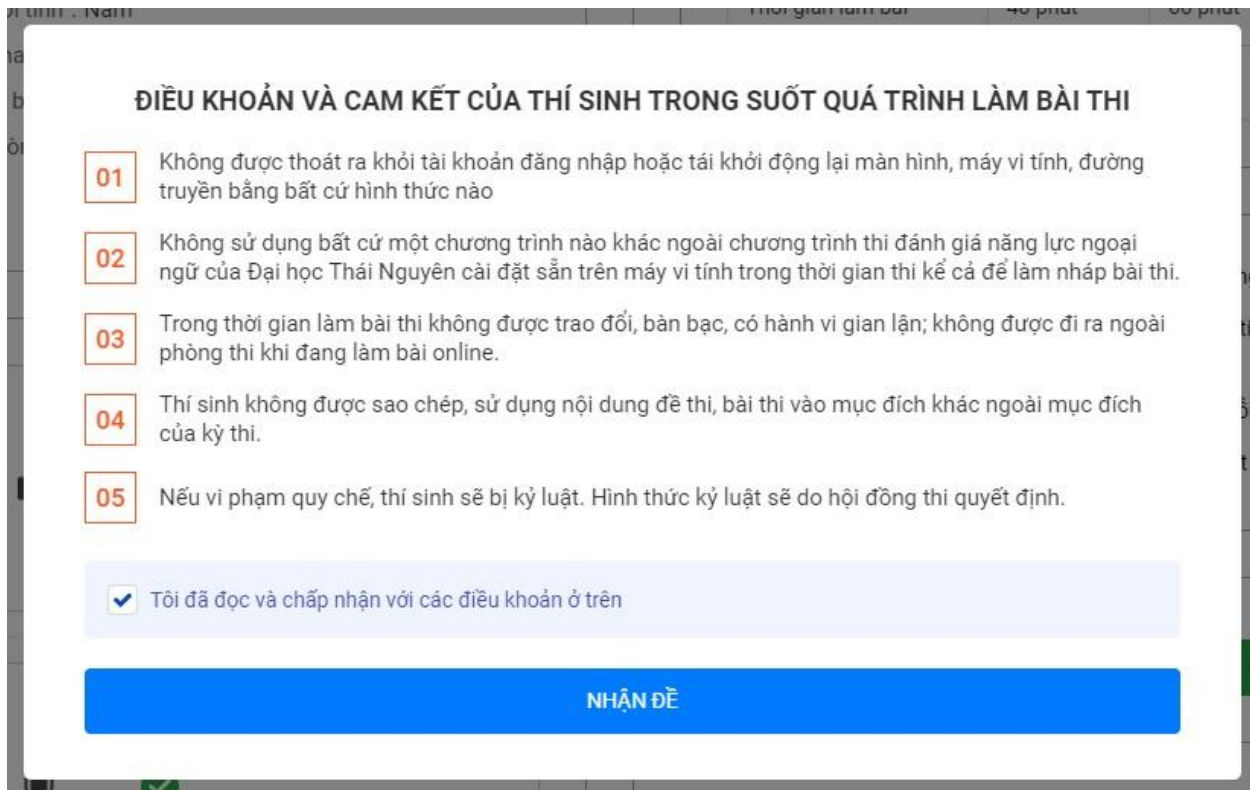 Nam
ĐIỀU KHOẢN VÀ CAM KẾT CỦA THÍ SINH TRONG SUỐT QUÁ TRÌNH LÀM BÀI THI
01
Không được thoát ra khỏi tài khoản đăng nhập hoặc tái khởi động lại màn hình, máy vi tính, đường
truyền bằng bất cứ hình thức nào
02
Không sử dụng bất cứ một chương trình nào khác ngoài chương trình thi đánh giá năng lực ngoại
ngữ của Đại học Thái Nguyên cài đặt sẵn trên máy vi tính trong thời gian thi kể cả để làm nháp bài thi.
03
Trong thời gian làm bài thi không được trao đổi, bàn bạc, có hành vi gian lận; không được đi ra ngoài
phòng thi khi đang làm bài online.
04
Thí sinh không được sao chép, sử dụng nội dung đề thi, bài thi vào mục đích khác ngoài mục đích
của kỳ thi.
05
Nếu vi phạm quy chế, thí sinh sẽ bị kỷ luật. Hình thức kỷ luật sẽ do hội đồng thi quyết định.
Tôi đã đọc và chấp nhận với các điều khoản ở trên
NHẬN ĐỀ